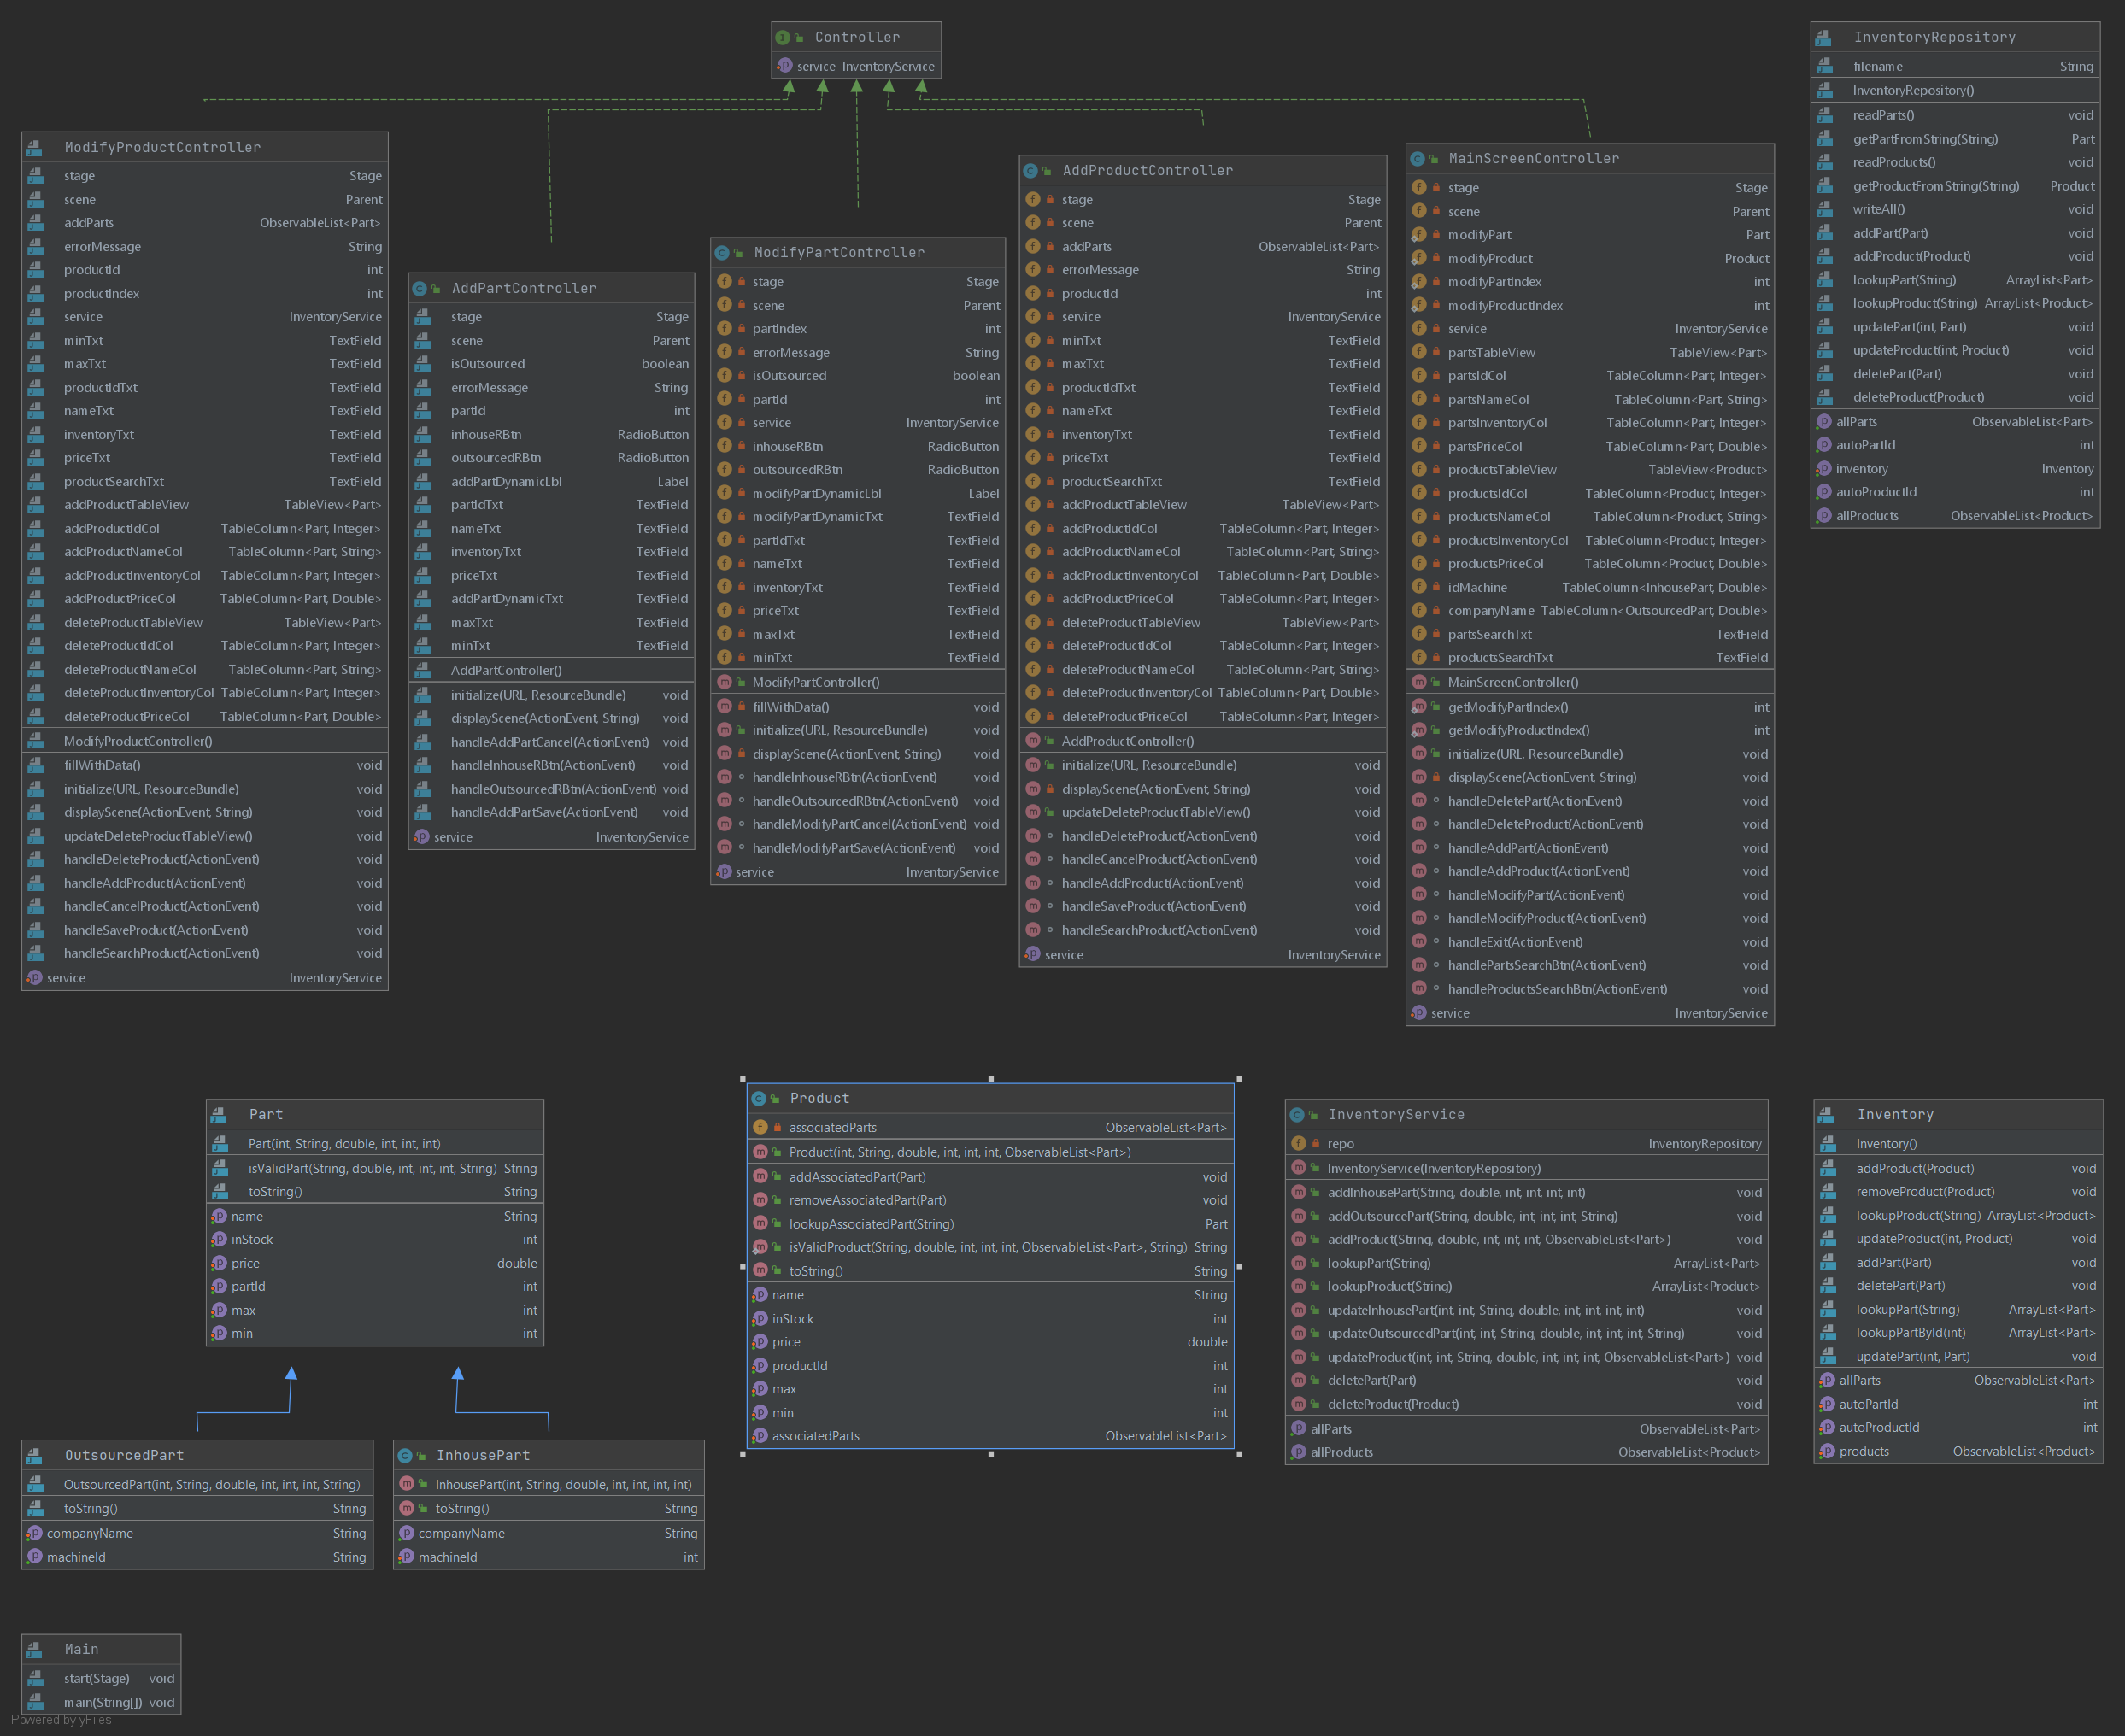 Controller
service InventoryService
InventoryRepository
filename String
InventoryRepository()
readParts() void
getPartFromString(String) Part
readProducts() void
getProductFromString(String) Product
writeAll() void
addPart(Part) void
addProduct(Product) void
lookupPart(String) ArrayList<Part>
lookupProduct(String) ArrayList<Product>
updatePart(int, Part) void
updateProduct(int, Product) void
deletePart(Part) void
deleteProduct(Product) void
allParts ObservableList<Part>
autoPartId int
inventory Inventory
autoProductId int
allProducts ObservableList<Product>
ModifyProductController
stage Stage
scene Parent
addParts ObservableList<Part>
errorMessage String
productId int
productIndex int
service InventoryService
minTxt TextField
maxTxt TextField
productIdTxt TextField
nameTxt TextField
inventoryTxt TextField
priceTxt TextField
productSearchTxt TextField
addProductTableView TableView<Part>
addProductIdCol TableColumn<Part, Integer>
addProductNameCol TableColumn<Part, String>
addProductInventoryCol TableColumn<Part, Integer>
addProductPriceCol TableColumn<Part, Double>
deleteProductTableView TableView<Part>
deleteProductIdCol TableColumn<Part, Integer>
deleteProductNameCol TableColumn<Part, String>
deleteProductInventoryCol TableColumn<Part, Integer>
deleteProductPriceCol TableColumn<Part, Double>
ModifyProductController()
fillWithData() void
initialize(URL, ResourceBundle) void
displayScene(ActionEvent, String) void
updateDeleteProductTableView() void
handleDeleteProduct(ActionEvent) void
handleAddProduct(ActionEvent) void
handleCancelProduct(ActionEvent) void
handleSaveProduct(ActionEvent) void
handleSearchProduct(ActionEvent) void
service InventoryService
AddPartController
stage Stage
scene Parent
isOutsourced boolean
errorMessage String
partId int
inhouseRBtn RadioButton
outsourcedRBtn RadioButton
addPartDynamicLbl Label
partIdTxt TextField
nameTxt TextField
inventoryTxt TextField
priceTxt TextField
addPartDynamicTxt TextField
maxTxt TextField
minTxt TextField
AddPartController()
initialize(URL, ResourceBundle) void
displayScene(ActionEvent, String) void
handleAddPartCancel(ActionEvent) void
handleInhouseRBtn(ActionEvent) void
handleOutsourcedRBtn(ActionEvent) void
handleAddPartSave(ActionEvent) void
service InventoryService
ModifyPartController
stage Stage
scene Parent
partIndex int
errorMessage String
isOutsourced boolean
partId int
service InventoryService
inhouseRBtn RadioButton
outsourcedRBtn RadioButton
modifyPartDynamicLbl Label
modifyPartDynamicTxt TextField
partIdTxt TextField
nameTxt TextField
inventoryTxt TextField
priceTxt TextField
maxTxt TextField
minTxt TextField
ModifyPartController()
fillWithData() void
initialize(URL, ResourceBundle) void
displayScene(ActionEvent, String) void
handleInhouseRBtn(ActionEvent) void
handleOutsourcedRBtn(ActionEvent) void
handleModifyPartCancel(ActionEvent) void
handleModifyPartSave(ActionEvent) void
service InventoryService
AddProductController
stage Stage
scene Parent
addParts ObservableList<Part>
errorMessage String
productId int
service InventoryService
minTxt TextField
maxTxt TextField
productIdTxt TextField
nameTxt TextField
inventoryTxt TextField
priceTxt TextField
productSearchTxt TextField
addProductTableView TableView<Part>
addProductIdCol TableColumn<Part, Integer>
addProductNameCol TableColumn<Part, String>
addProductInventoryCol TableColumn<Part, Double>
addProductPriceCol TableColumn<Part, Integer>
deleteProductTableView TableView<Part>
deleteProductIdCol TableColumn<Part, Integer>
deleteProductNameCol TableColumn<Part, String>
deleteProductInventoryCol TableColumn<Part, Double>
deleteProductPriceCol TableColumn<Part, Integer>
AddProductController()
initialize(URL, ResourceBundle) void
displayScene(ActionEvent, String) void
updateDeleteProductTableView() void
handleDeleteProduct(ActionEvent) void
handleCancelProduct(ActionEvent) void
handleAddProduct(ActionEvent) void
handleSaveProduct(ActionEvent) void
handleSearchProduct(ActionEvent) void
service InventoryService
MainScreenController
stage Stage
scene Parent
modifyPart Part
modifyProduct Product
modifyPartIndex int
modifyProductIndex int
service InventoryService
partsTableView TableView<Part>
partsIdCol TableColumn<Part, Integer>
partsNameCol TableColumn<Part, String>
partsInventoryCol TableColumn<Part, Integer>
partsPriceCol TableColumn<Part, Double>
productsTableView TableView<Product>
productsIdCol TableColumn<Product, Integer>
productsNameCol TableColumn<Product, String>
productsInventoryCol TableColumn<Product, Integer>
productsPriceCol TableColumn<Product, Double>
idMachine TableColumn<InhousePart, Double>
companyName TableColumn<OutsourcedPart, Double>
partsSearchTxt TextField
productsSearchTxt TextField
MainScreenController()
getModifyPartIndex() int
getModifyProductIndex() int
initialize(URL, ResourceBundle) void
displayScene(ActionEvent, String) void
handleDeletePart(ActionEvent) void
handleDeleteProduct(ActionEvent) void
handleAddPart(ActionEvent) void
handleAddProduct(ActionEvent) void
handleModifyPart(ActionEvent) void
handleModifyProduct(ActionEvent) void
handleExit(ActionEvent) void
handlePartsSearchBtn(ActionEvent) void
handleProductsSearchBtn(ActionEvent) void
service InventoryService
Part
Part(int, String, double, int, int, int)
isValidPart(String, double, int, int, int, String) String
toString() String
name String
inStock int
price double
partId int
max int
min int
Product
associatedParts ObservableList<Part>
Product(int, String, double, int, int, int, ObservableList<Part>)
addAssociatedPart(Part) void
removeAssociatedPart(Part) void
lookupAssociatedPart(String) Part
isValidProduct(String, double, int, int, int, ObservableList<Part>, String) String
toString() String
name String
inStock int
price double
productId int
max int
min int
associatedParts ObservableList<Part>
InventoryService
repo InventoryRepository
InventoryService(InventoryRepository)
addInhousePart(String, double, int, int, int, int) void
addOutsourcePart(String, double, int, int, int, String) void
addProduct(String, double, int, int, int, ObservableList<Part>) void
lookupPart(String) ArrayList<Part>
lookupProduct(String) ArrayList<Product>
updateInhousePart(int, int, String, double, int, int, int, int) void
updateOutsourcedPart(int, int, String, double, int, int, int, String) void
updateProduct(int, int, String, double, int, int, int, ObservableList<Part>) void
deletePart(Part) void
deleteProduct(Product) void
allParts ObservableList<Part>
allProducts ObservableList<Product>
Inventory
Inventory()
addProduct(Product) void
removeProduct(Product) void
lookupProduct(String) ArrayList<Product>
updateProduct(int, Product) void
addPart(Part) void
deletePart(Part) void
lookupPart(String) ArrayList<Part>
lookupPartById(int) ArrayList<Part>
updatePart(int, Part) void
allParts ObservableList<Part>
autoPartId int
autoProductId int
products ObservableList<Product>
OutsourcedPart
OutsourcedPart(int, String, double, int, int, int, String)
toString() String
companyName String
machineId String
InhousePart
InhousePart(int, String, double, int, int, int, int)
toString() String
companyName String
machineId int
Main
start(Stage) void
main(String[]) void
Powered by yFiles